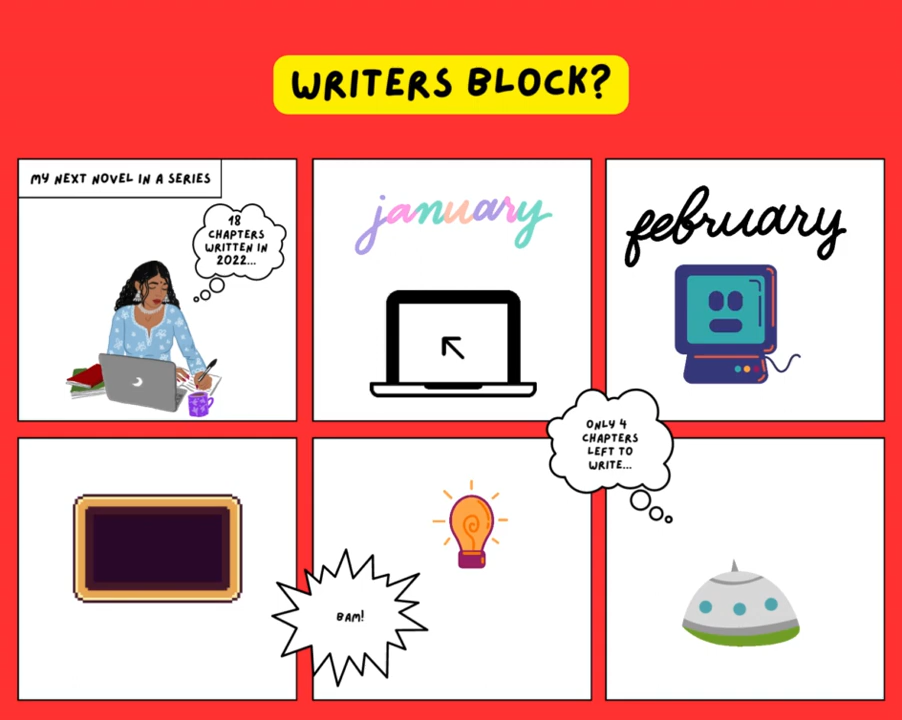 WRITERS BLOCK?
MY NEXT NOVEL IN A SERIES
18
CHAPTERS
WRITTEN IN
2022...
january
february
ONLY 4
CHAPTERS
LEFT TO
WRITE...
BAM!